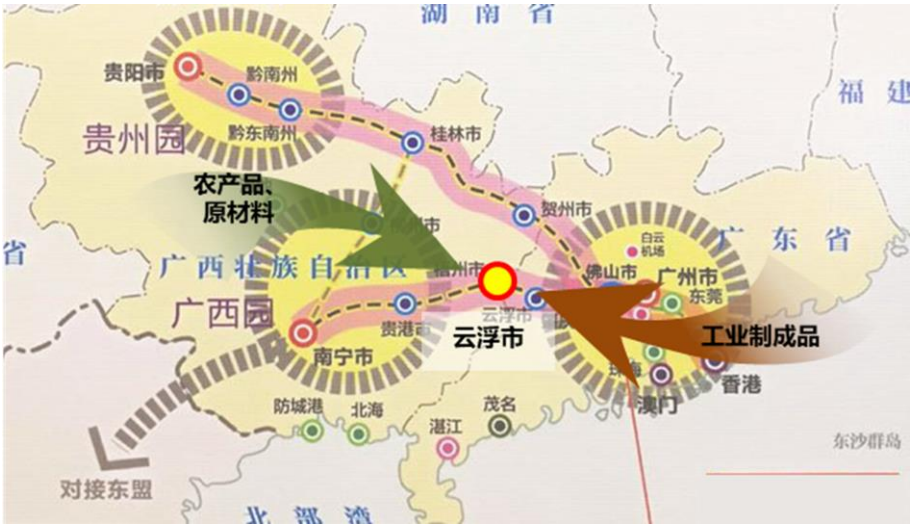 湖南省
福建
贵阳市
黔南州
黔东南州
贵州园
桂林市
农产品、
原材料
州市
贺州市
白云
机场
广东省
省
广西壮族自治区
梧州市
佛山市
广州市
东莞
广西园
贵港市
云浮市
云浮市
工业制成品
南宁市
珠海
香港
澳门
防城港
北海
湛江
茂名
东沙群岛
对接东盟
北部湾